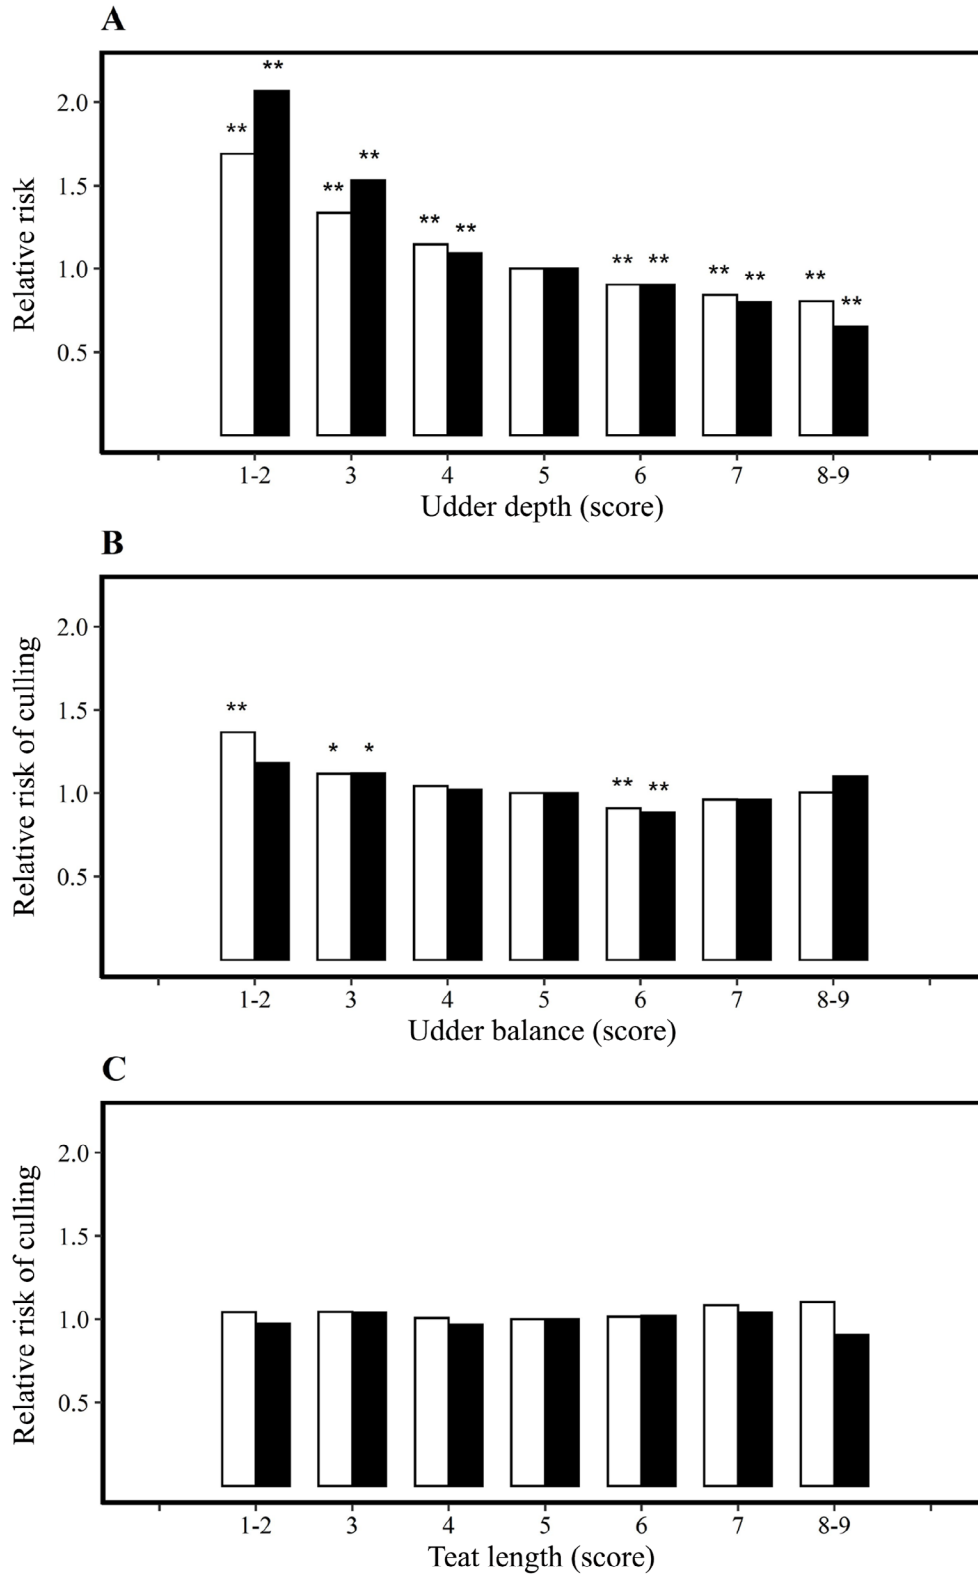 A
Relative risk
2.0
1.5
1.0
0.5
** **
** **
** **
** **
** **
** **
1-2 3 4 5 6 7 8-9
Udder depth (score)
B
Relative risk of culling
2.0
1.5
1.0
0.5
**
* *
** **
1-2 3 4 5 6 7 8-9
Udder balance (score)
C
Relative risk of culling
2.0
1.5
1.0
0.5
1-2 3 4 5 6 7 8-9
Teat length (score)